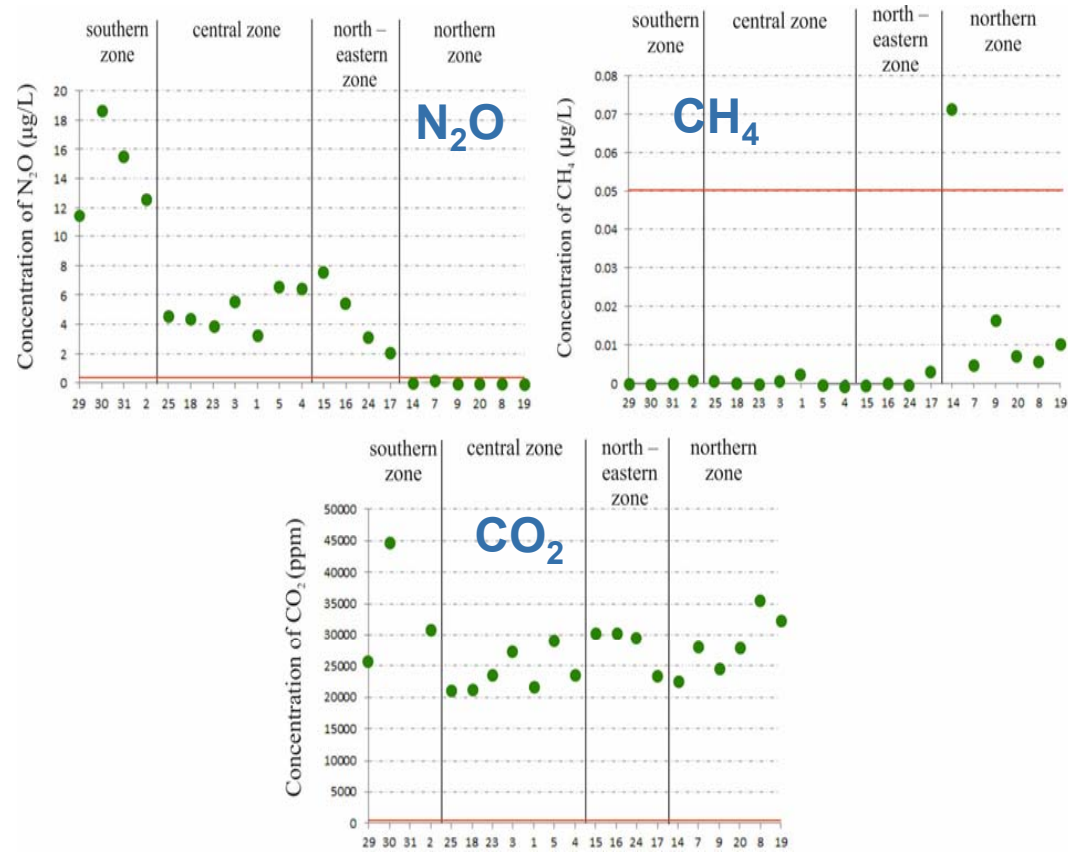 southern zone
central zone
north – eastern zone
northern zone
N₂O
Concentration of N₂O (µg/L)
20
18
16
14
12
10
8
6
4
2
0
29 30 31 2 25 18 23 3 1 5 4 15 16 24 17 14 7 9 20 8 19
southern zone
central zone
north – eastern zone
northern zone
CH₄
Concentration of CH₄ (µg/L)
0.08
0.07
0.06
0.05
0.04
0.03
0.02
0.01
0
29 30 31 2 25 18 23 3 1 5 4 15 16 24 17 14 7 9 20 8 19
southern zone
central zone
north – eastern zone
northern zone
CO₂
Concentration of CO₂ (ppm)
50000
45000
40000
35000
30000
25000
20000
15000
10000
5000
0
29 30 31 2 25 18 23 3 1 5 4 15 16 24 17 14 7 9 20 8 19